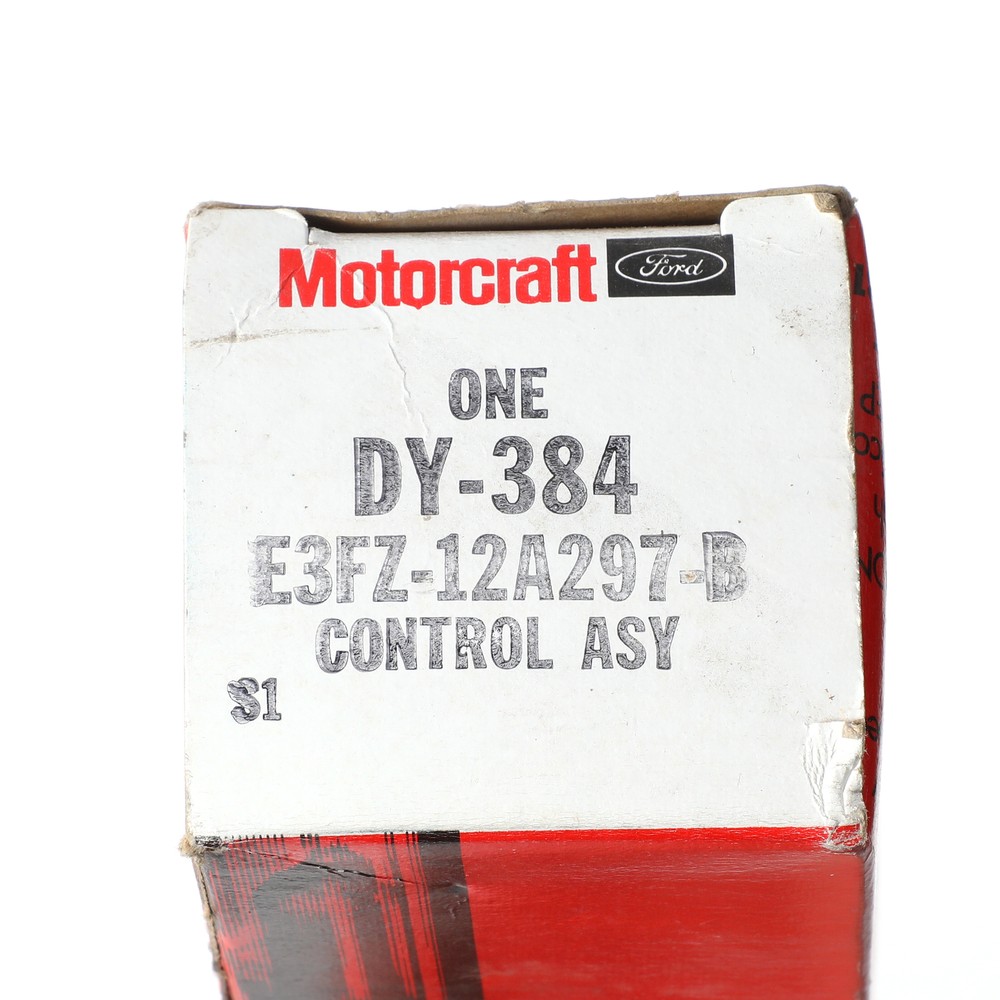 Motorcraft Ford
ONE
DY-384
E3FZ-12A297-B
CONTROL ASY
S1